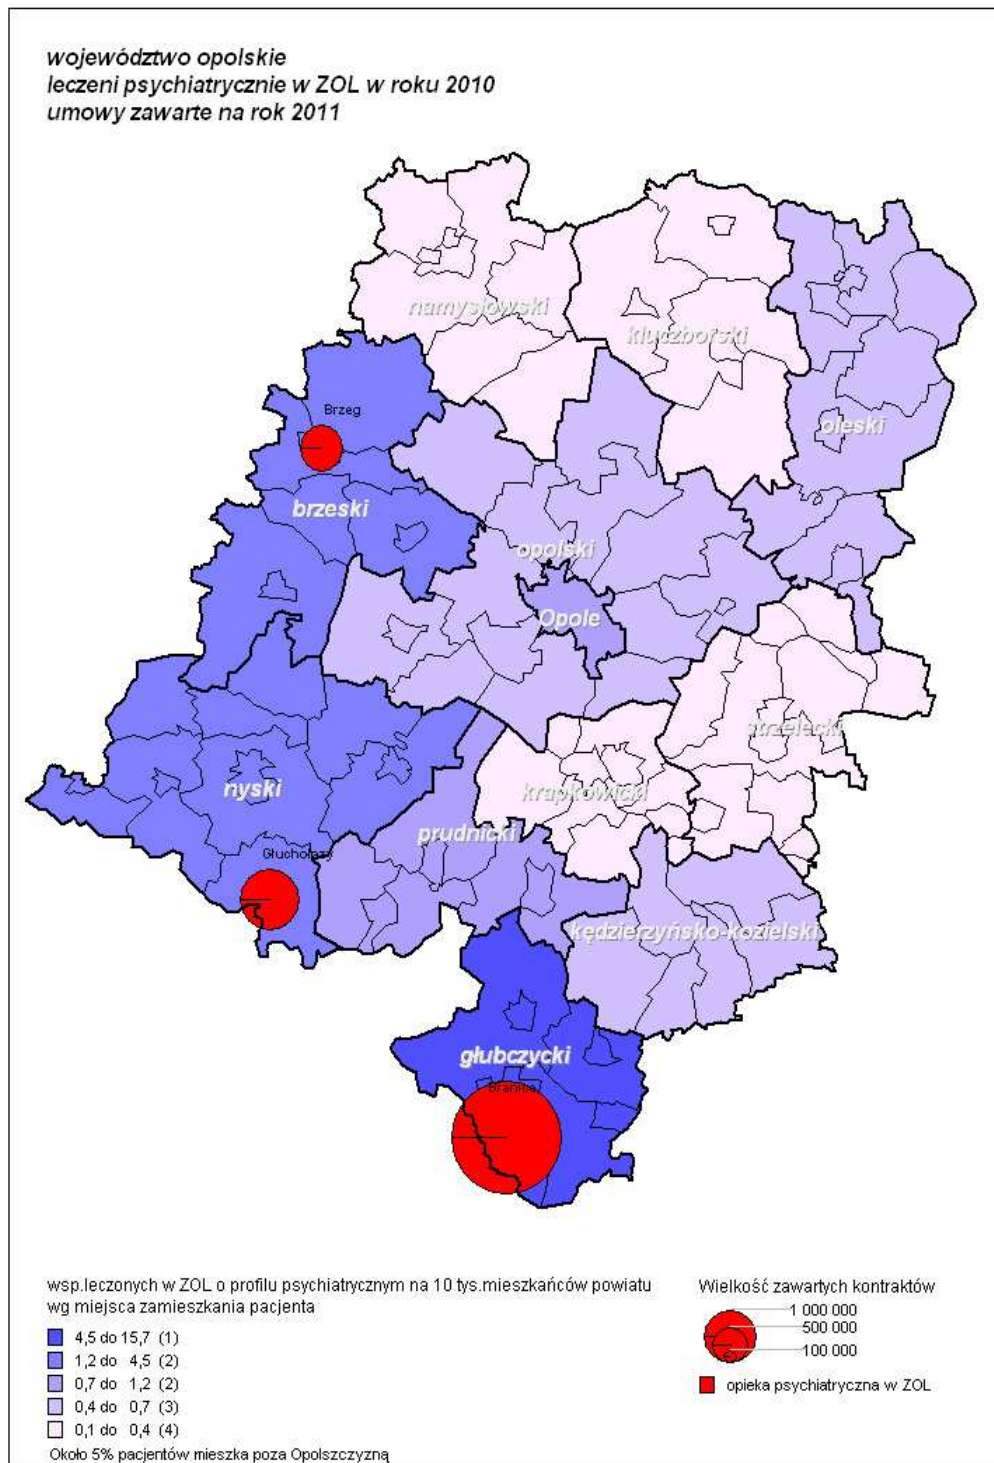 województwo opolskie
leczeni psychiatrycznie w ZOL w roku 2010
umowy zawarte na rok 2011
namysłowski
kluczborski
Brzeg
oleski
brzeski
opolski
Opole
strzelecki
nyski
krapkowicki
prudnicki
Głuchołazy
kędzierzyńsko-kozielski
głubczycki
Branice
wsp.leczonych w ZOL o profilu psychiatrycznym na 10 tys.mieszkańców powiatu
wg miejsca zamieszkania pacjenta
4,5 do 15,7 (1)
1,2 do 4,5 (2)
0,7 do 1,2 (2)
0,4 do 0,7 (3)
0,1 do 0,4 (4)
Około 5% pacjentów mieszka poza Opolszczyzną
Wielkość zawartych kontraktów
1 000 000
500 000
100 000
opieka psychiatryczna w ZOL